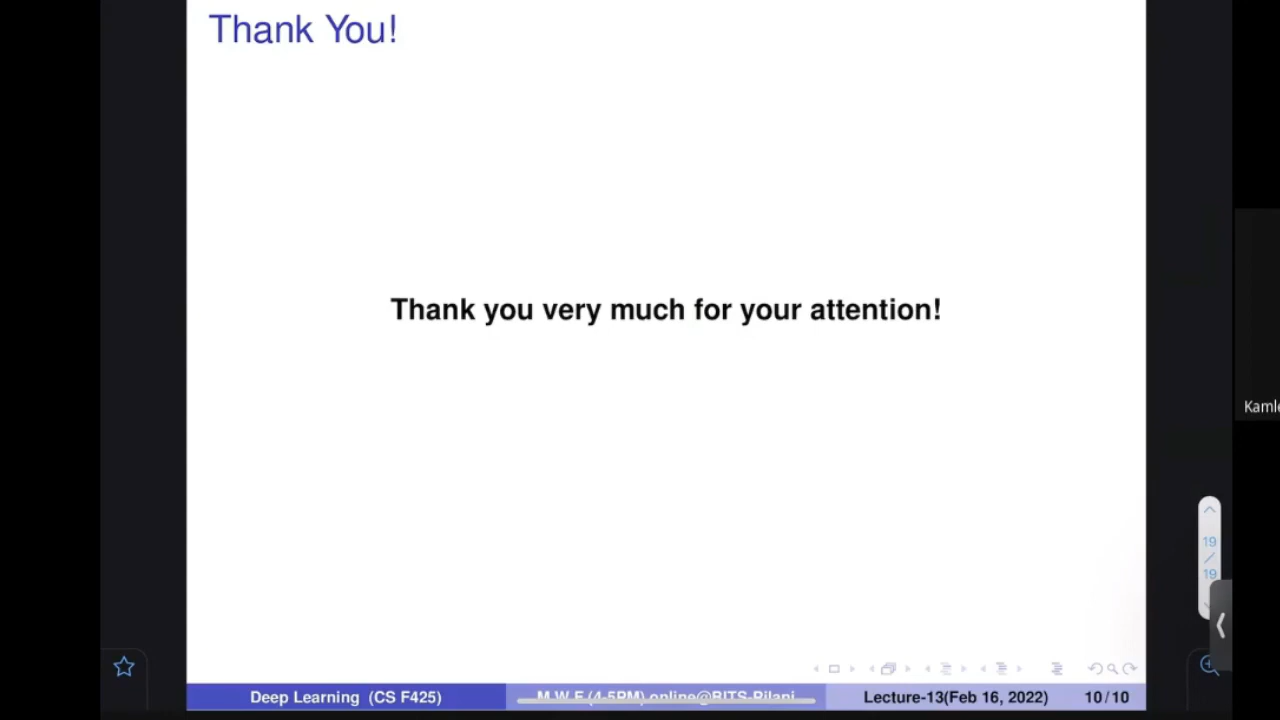 Thank You!
Thank you very much for your attention!
Kamle
19
/
19
Deep Learning (CS F425)
M W F (4-5PM) online@BITS-Pilani
Lecture-13(Feb 16, 2022)
10/10